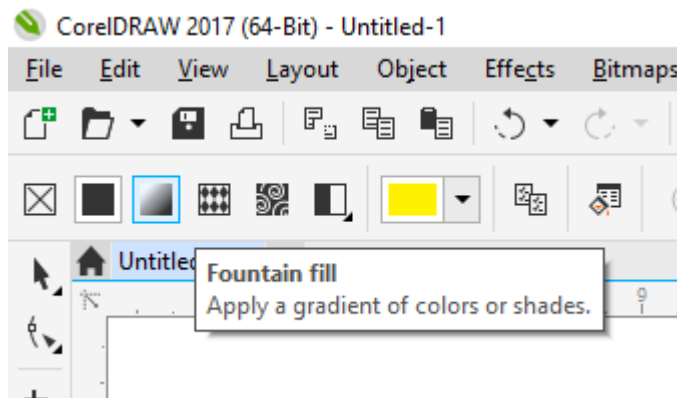 CorelDRAW 2017 (64-Bit) - Untitled-1
File Edit View Layout Object Effects Bitmaps
Fountain fill
Apply a gradient of colors or shades.
9